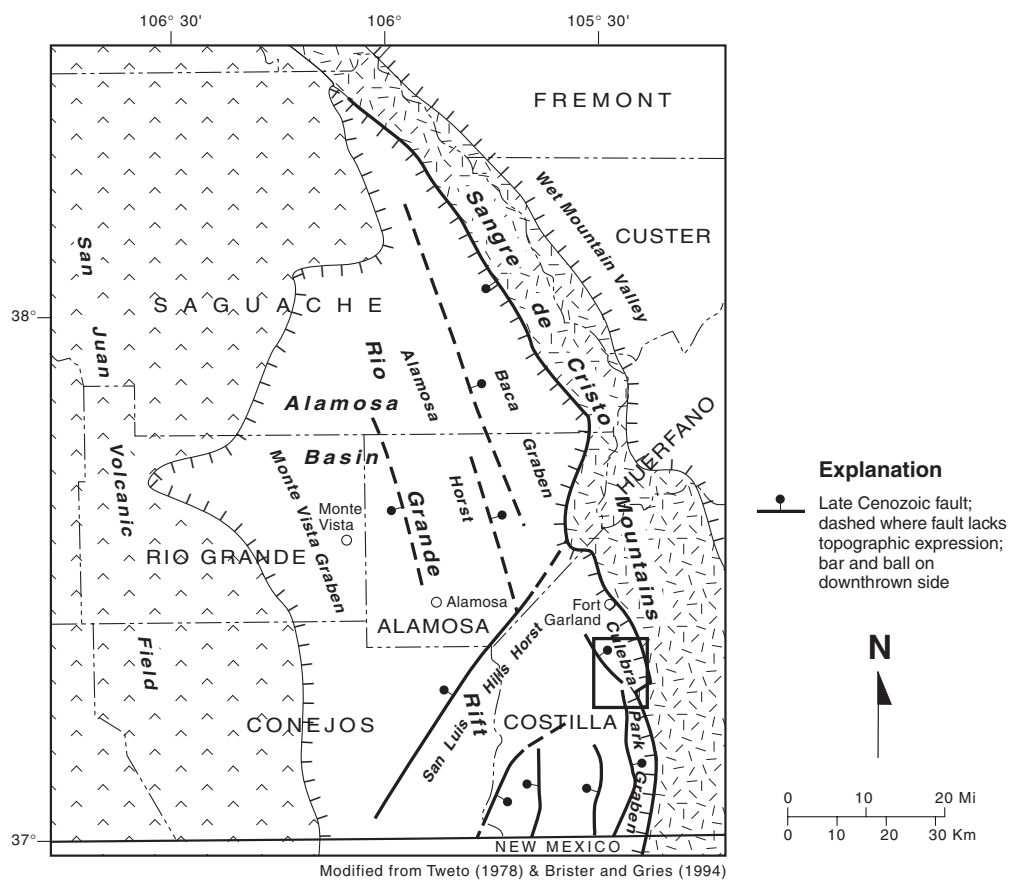 106° 30'
106°
105° 30'
FREMONT
Wet Mountain Valley
CUSTER
Sangre
de
Cristo
Mountains
San
Juan
Volcanic
Field
SAGUACHE
38°
Rio
Grande
Rift
Alamosa
Horst
Baca
Graben
Alamosa
Basin
HUERFANO
Monte Vista Graben
Monte
Vista
RIO GRANDE
Alamosa
ALAMOSA
Fort
Garland
Culebra
Park Graben
San Luis Hills Horst
CONEJOS
COSTILLA
37°
NEW MEXICO
Modified from Tweto (1978) & Brister and Gries (1994)
Explanation
Late Cenozoic fault;
dashed where fault lacks
topographic expression;
bar and ball on
downthrown side
N
0 10 20 Mi
0 10 20 30 Km